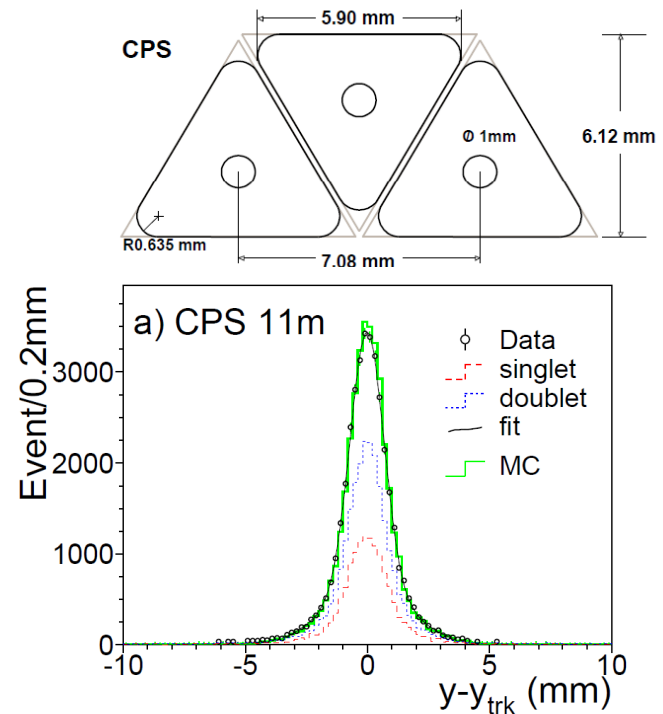 5.90 mm
CPS
Φ 1mm
6.12 mm
R0.635 mm
7.08 mm
a) CPS 11m
Data
singlet
doublet
fit
MC
Event/0.2mm
3000
2000
1000
0
-10
-5
0
5
10
y-ytrk (mm)